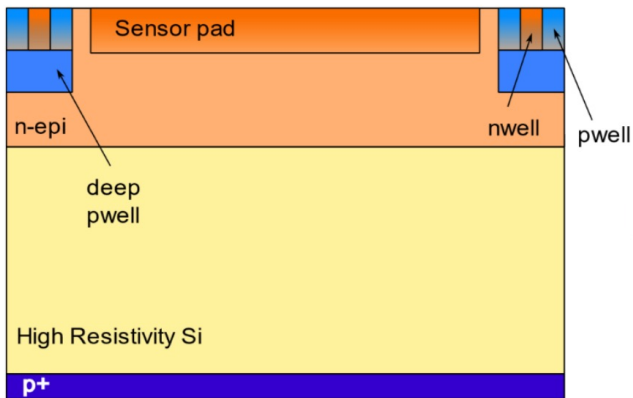 Sensor pad
n-epi
nwell
pwell
deep
pwell
High Resistivity Si
p+